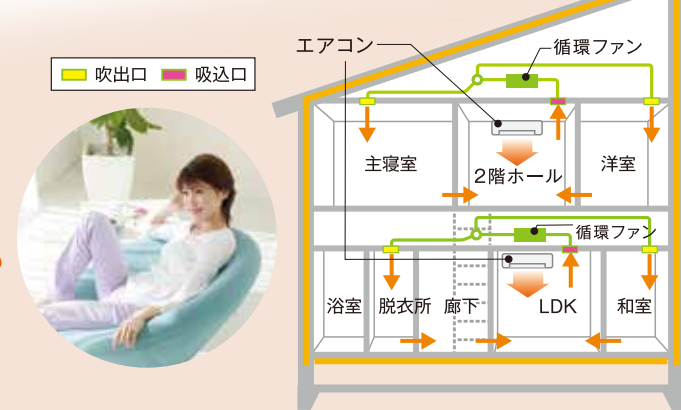 エアコン
循環ファン
吹出口 吸込口
主寝室
2階ホール
洋室
循環ファン
浴室
脱衣所
廊下
LDK
和室